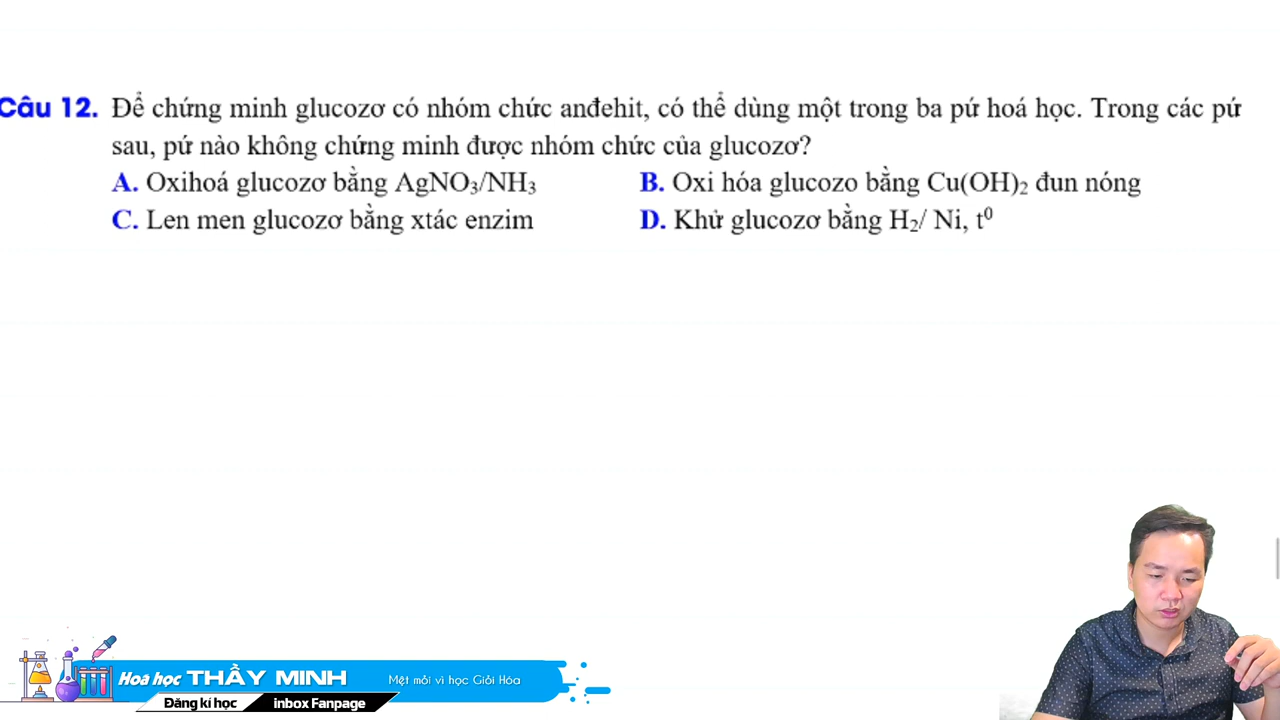 Câu 12. Để chứng minh glucozơ có nhóm chức anđehit, có thể dùng một trong ba pứ hoá học. Trong các pứ
sau, pứ nào không chứng minh được nhóm chức của glucozơ?
A. Oxihoá glucozơ bằng AgNO₃/NH₃ B. Oxi hóa glucozo bằng Cu(OH)₂ đun nóng
C. Len men glucozơ bằng xtác enzim D. Khử glucozơ bằng H₂/ Ni, t⁰
Hoá học THẦY MINH
Mệt mỏi vì học Giỏi Hóa
Đăng kí học inbox Fanpage